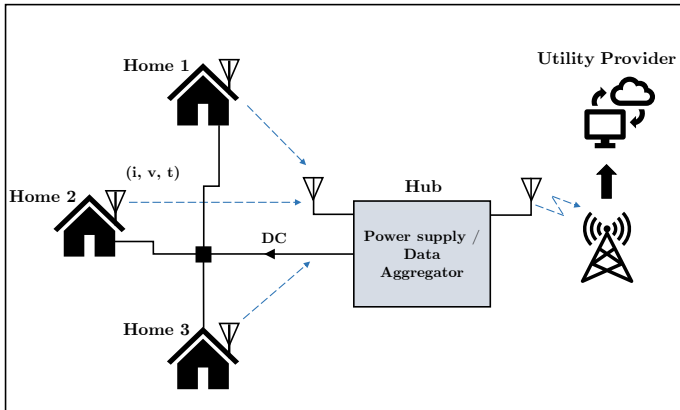 Home 1
Utility Provider
(i, v, t)
Home 2
Hub
DC
Power supply /
Data
Aggregator
Home 3